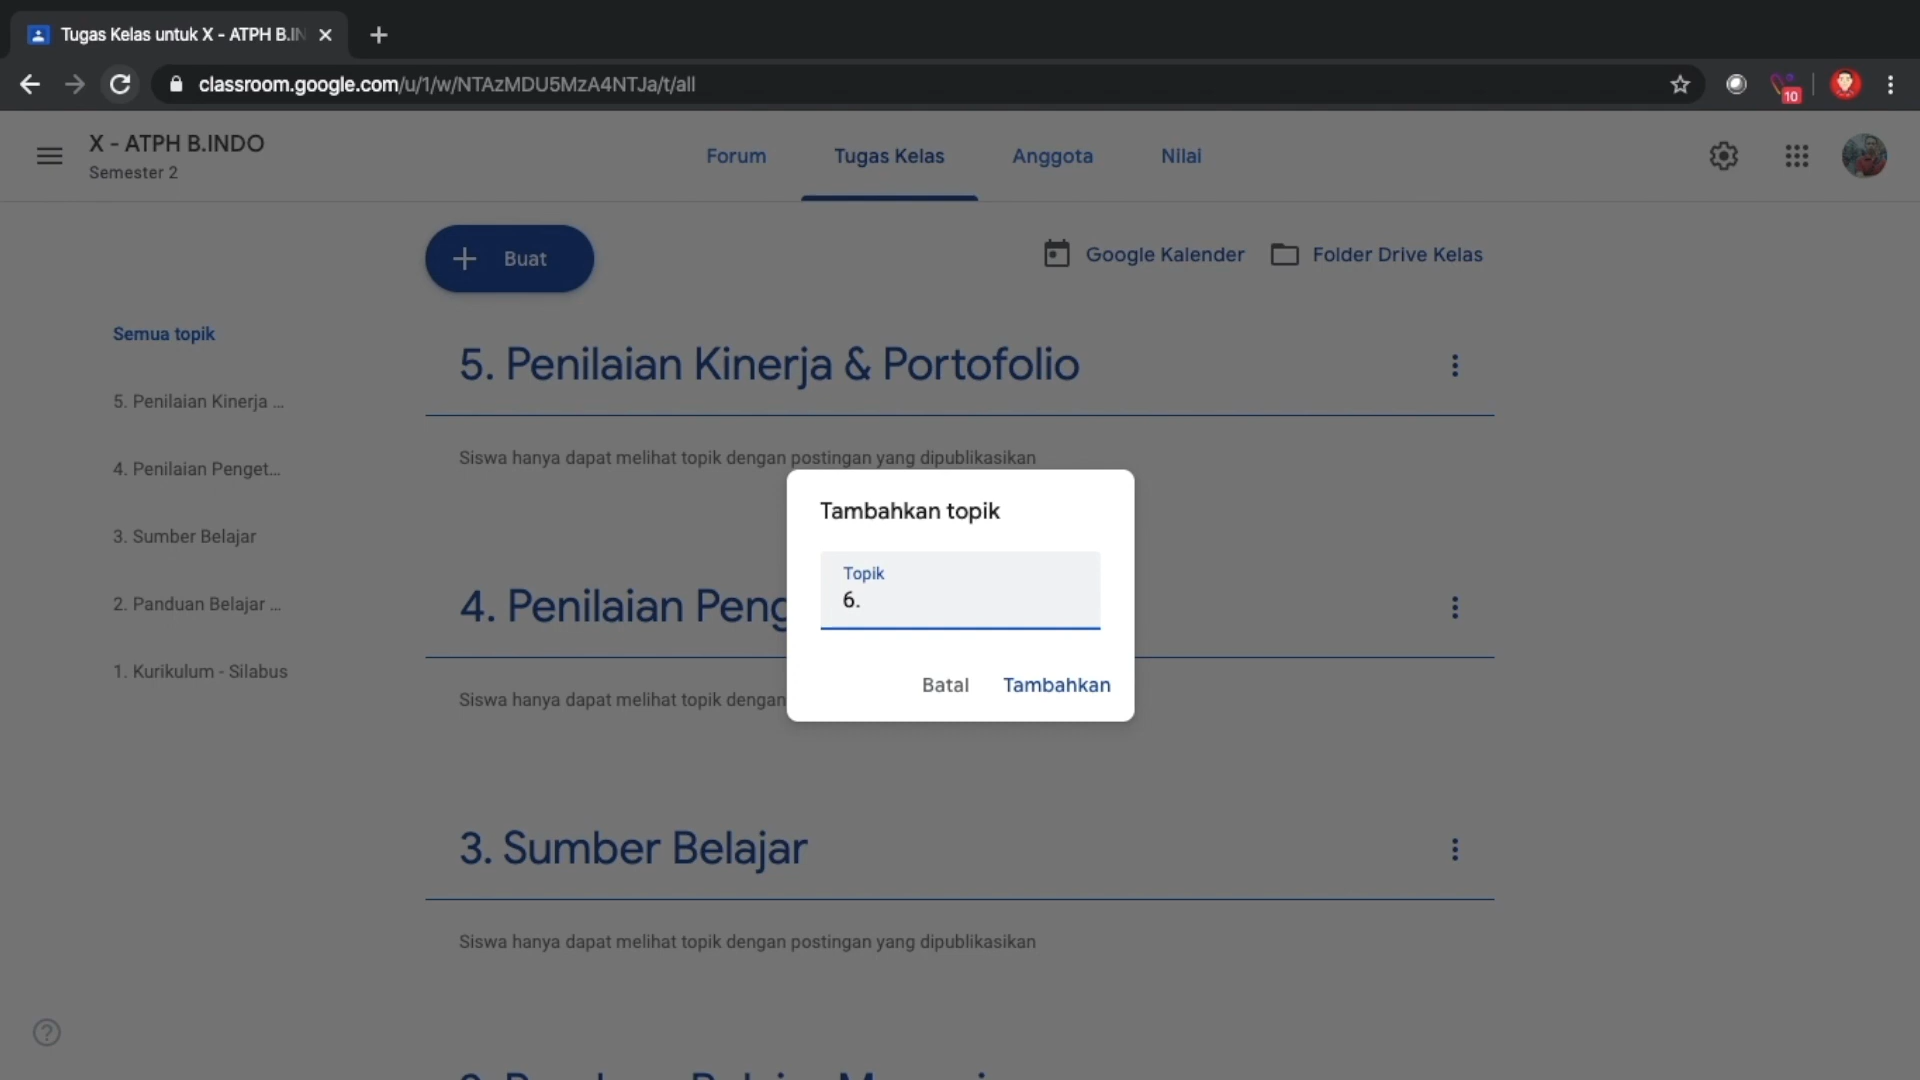 Tugas Kelas untuk X - ATPH B.IN
classroom.google.com/u/1/w/NTAzMDU5MzA4NTJa/t/all
10
X - ATPH B.INDO
Semester 2
Forum
Tugas Kelas
Anggota
Nilai
Buat
Google Kalender
Folder Drive Kelas
Semua topik
5. Penilaian Kinerja ...
4. Penilaian Penget...
3. Sumber Belajar
2. Panduan Belajar ...
1. Kurikulum - Silabus
5. Penilaian Kinerja & Portofolio
Siswa hanya dapat melihat topik dengan postingan yang dipublikasikan
4. Penilaian Peng
Siswa hanya dapat melihat topik dengan
3. Sumber Belajar
Siswa hanya dapat melihat topik dengan postingan yang dipublikasikan
Tambahkan topik
Topik
6.
Batal
Tambahkan